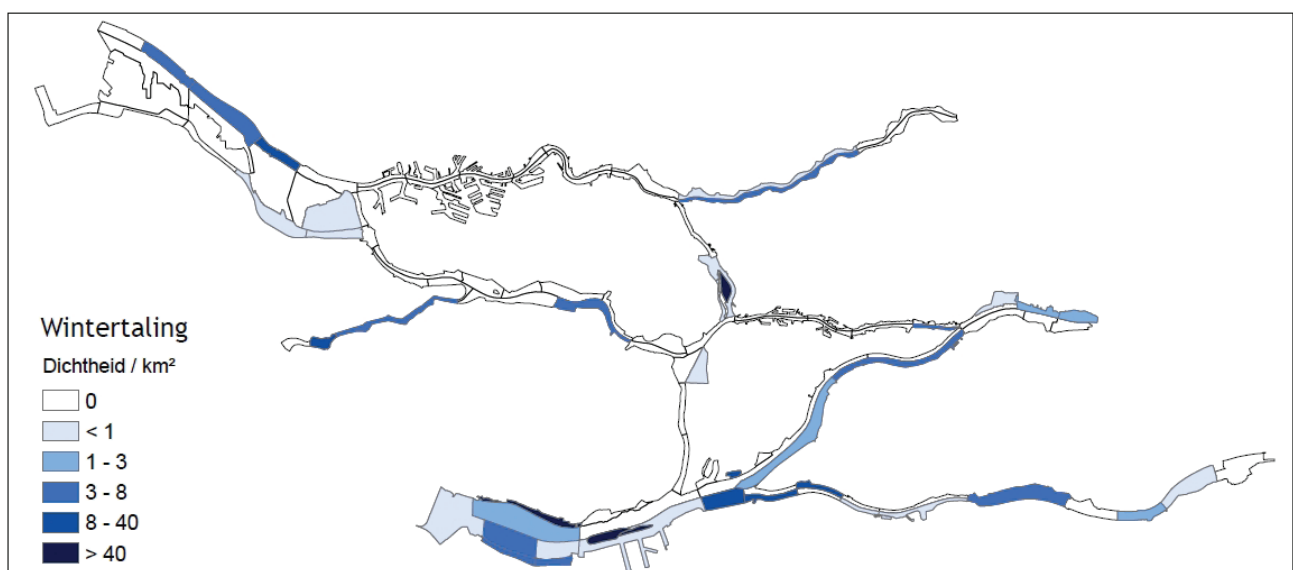 Wintertaling
Dichtheid / km²
0
< 1
1 - 3
3 - 8
8 - 40
> 40